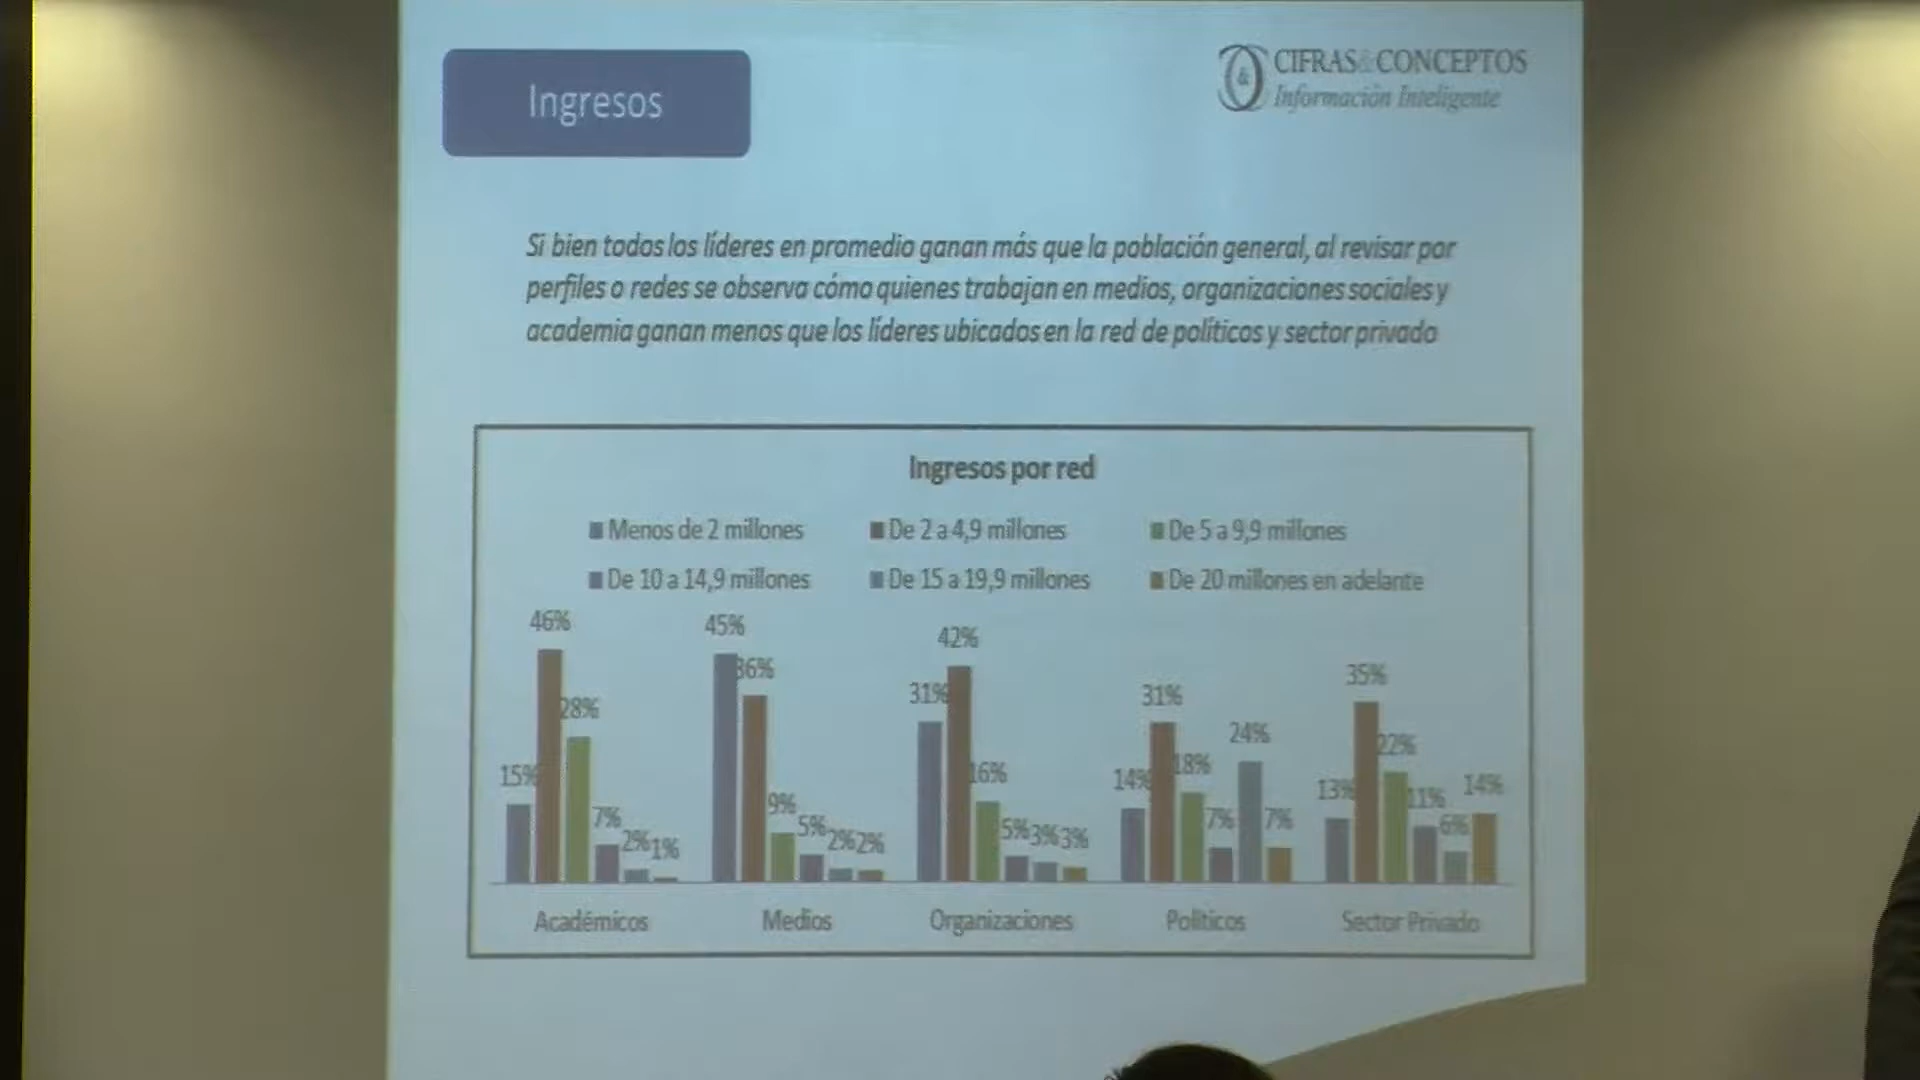 Ingresos
CIFRAS&CONCEPTOS
Información Inteligente
Si bien todos los líderes en promedio ganan más que la población general, al revisar por
perfiles o redes se observa cómo quienes trabajan en medios, organizaciones sociales y
academia ganan menos que los líderes ubicados en la red de políticos y sector privado
Ingresos por red
Menos de 2 millones De 2 a 4,9 millones De 5 a 9,9 millones
De 10 a 14,9 millones De 15 a 19,9 millones De 20 millones en adelante
15% 46% 28% 7% 2% 1%
45% 36% 9% 5% 2% 2%
31% 42% 16% 5% 3% 3%
14% 31% 18% 7% 24% 7%
13% 35% 22% 11% 6% 14%
Académicos Medios Organizaciones Políticos Sector Privado